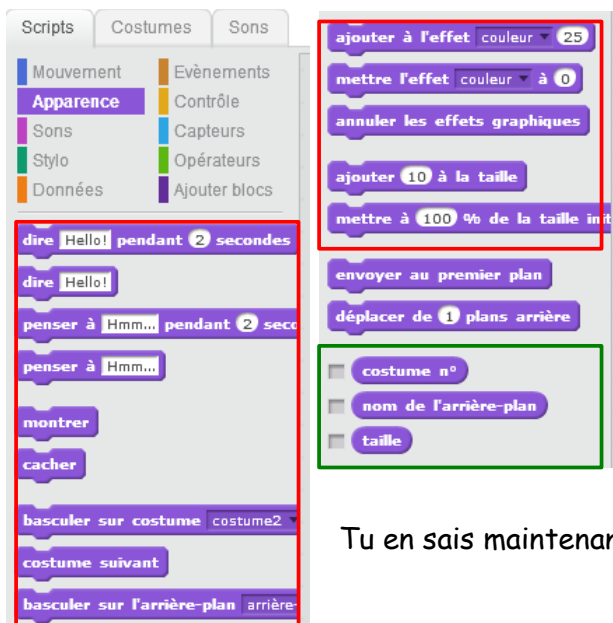 Scripts Costumes Sons
Mouvement Evènements
Apparence Contrôle
Sons Capteurs
Stylo Opérateurs
Données Ajouter blocs
dire Hello! pendant 2 secondes
dire Hello!
penser à Hmm... pendant 2 seco
penser à Hmm...
montrer
cacher
basculer sur costume costume2
costume suivant
basculer sur l'arrière-plan arrière-
ajouter à l'effet couleur 25
mettre l'effet couleur à 0
annuler les effets graphiques
ajouter 10 à la taille
mettre à 100 % de la taille init
envoyer au premier plan
déplacer de 1 plans arrière
costume nº
nom de l'arrière-plan
taille
Tu en sais maintenan